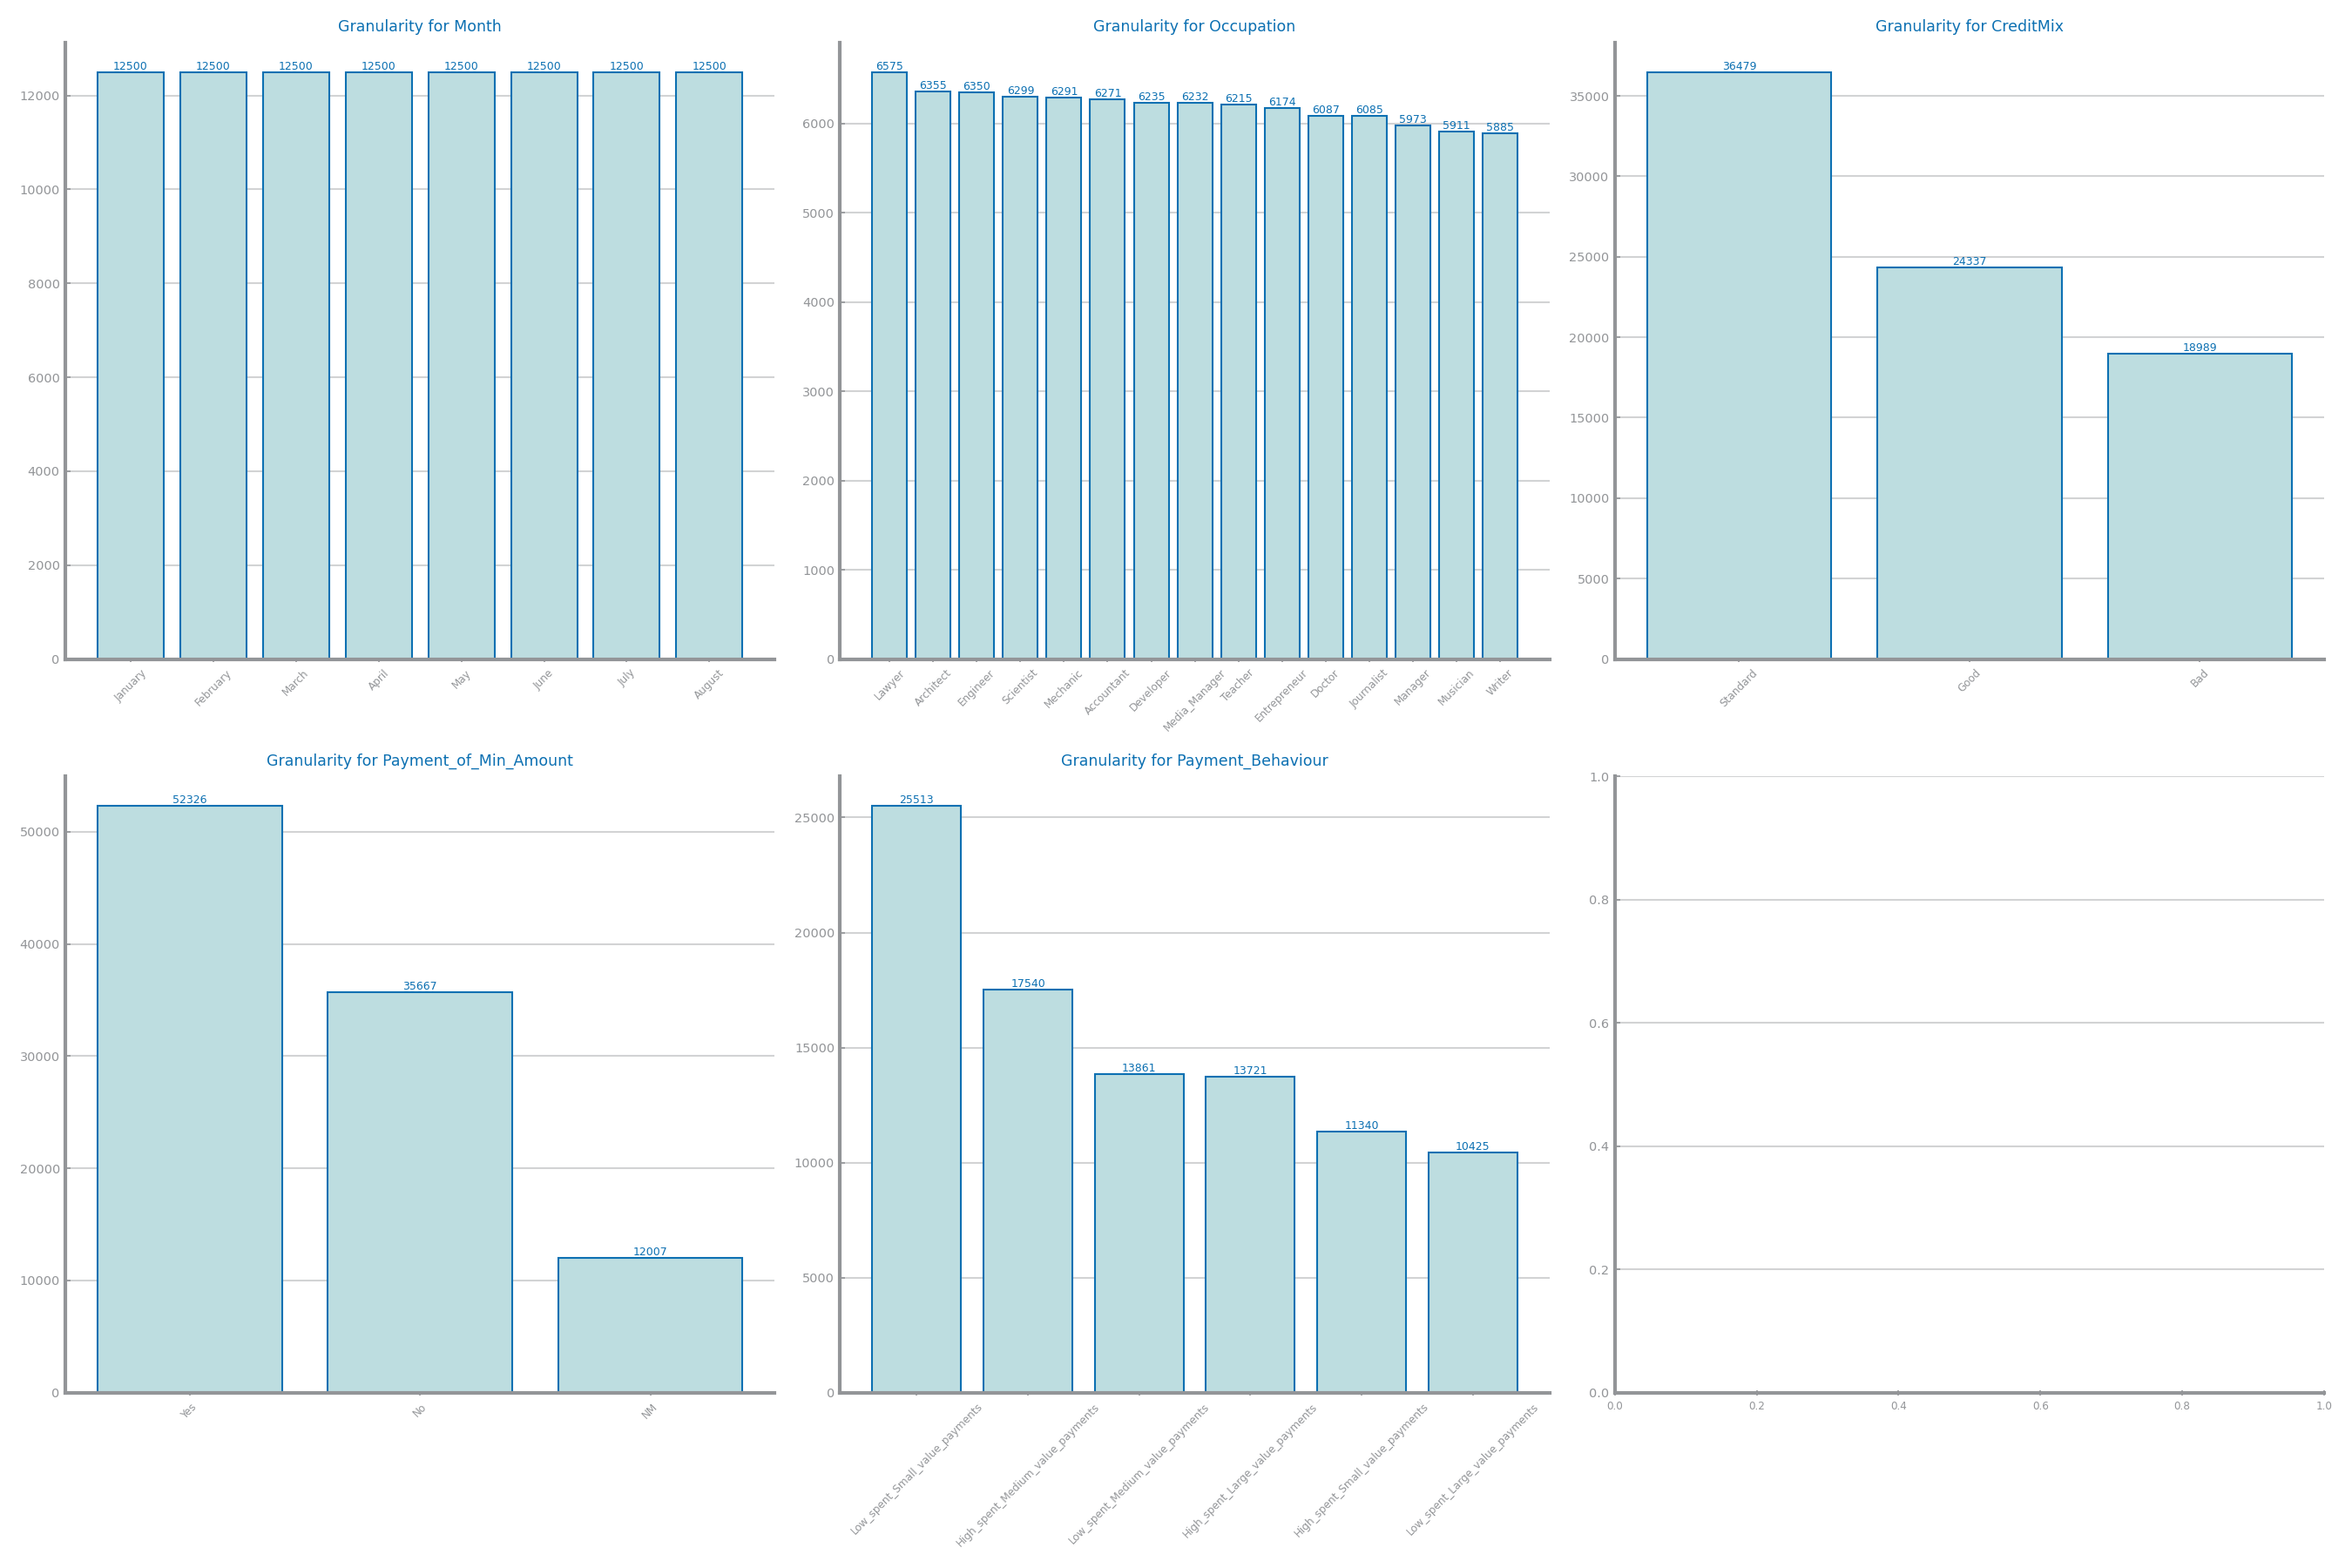 Granularity for Month
12000
10000
8000
6000
4000
2000
0
12500 12500 12500 12500 12500 12500 12500 12500
January February March April May June July August
Granularity for Occupation
6000
5000
4000
3000
2000
1000
0
6575 6355 6350 6299 6291 6271 6235 6232 6215 6174 6087 6085 5973 5911 5885
Lawyer Architect Engineer Scientist Mechanic Accountant Developer Media_Manager Teacher Entrepreneur Doctor Journalist Manager Musician Writer
Granularity for CreditMix
35000
30000
25000
20000
15000
10000
5000
0
36479 24337 18989
Standard Good Bad
Granularity for Payment_of_Min_Amount
50000
40000
30000
20000
10000
0
52326 35667 12007
Yes No NM
Granularity for Payment_Behaviour
25000
20000
15000
10000
5000
0
25513 17540 13861 13721 11340 10425
Low_spent_Small_value_payments High_spent_Medium_value_payments Low_spent_Medium_value_payments High_spent_Large_value_payments High_spent_Small_value_payments Low_spent_Large_value_payments
1.0
0.8
0.6
0.4
0.2
0.0
0.0 0.2 0.4 0.6 0.8 1.0